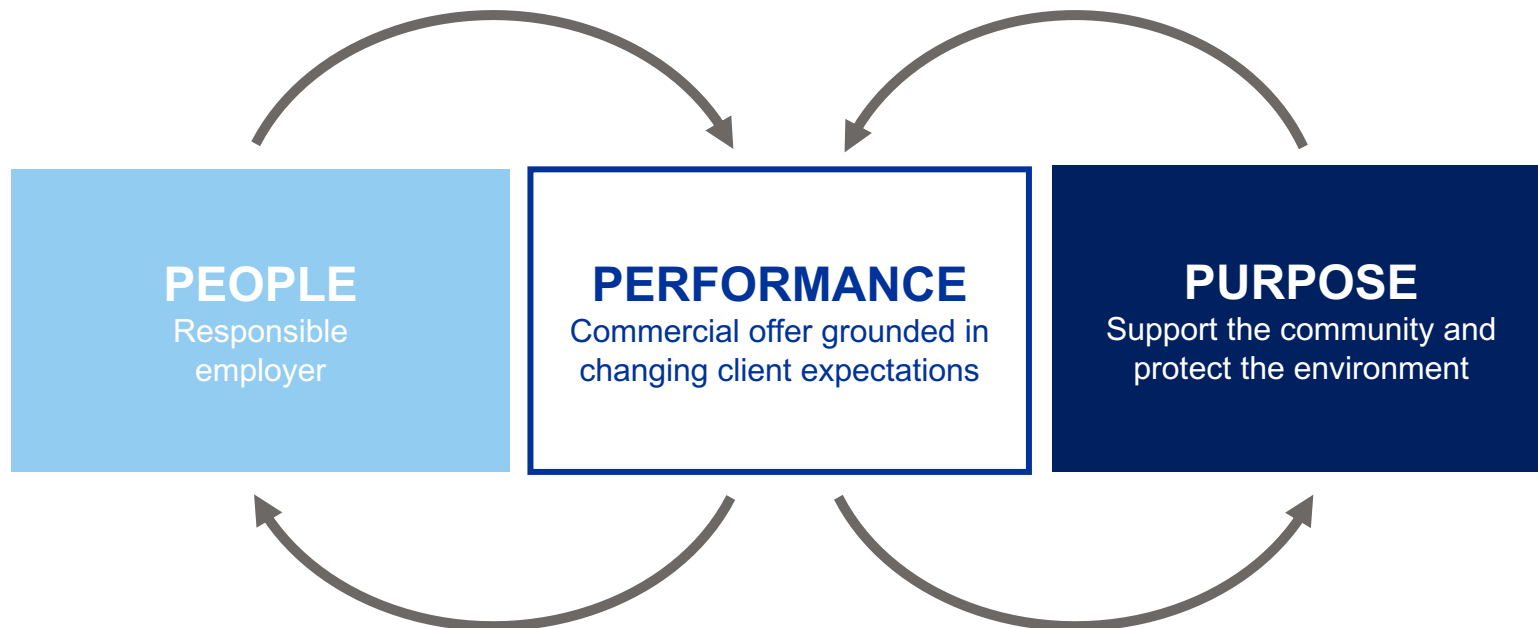 PEOPLE
Responsible
employer
PERFORMANCE
Commercial offer grounded in
changing client expectations
PURPOSE
Support the community and
protect the environment